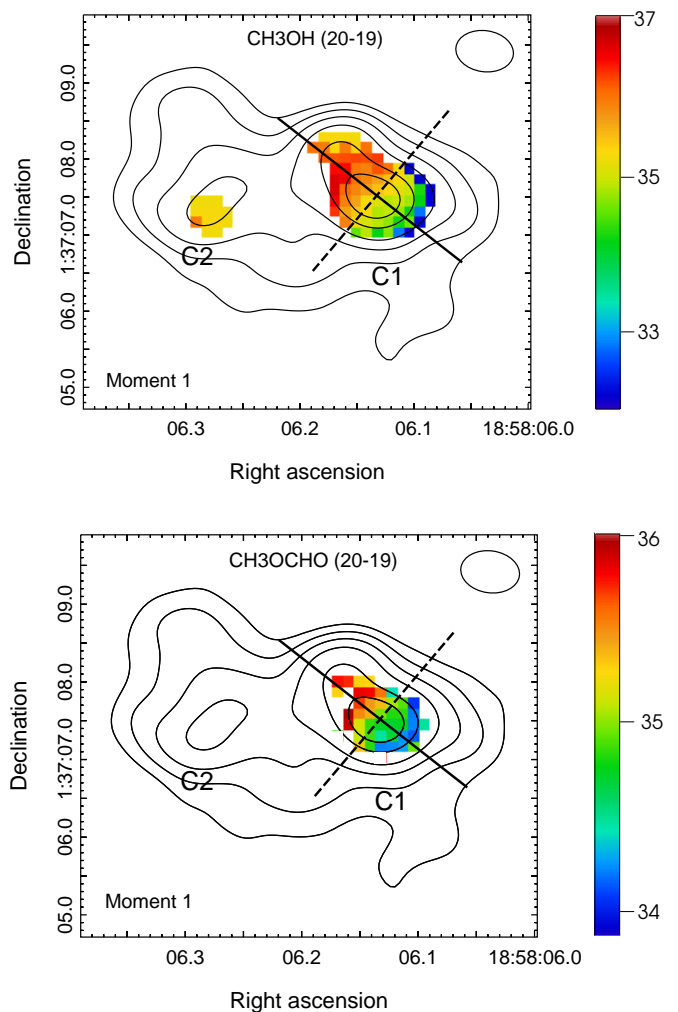 CH3OH (20-19)
37
35
33
09.0
08.0
1:37:07.0
06.0
05.0
Declination
C2
C1
Moment 1
06.3
06.2
06.1
18:58:06.0
Right ascension
CH3OCHO (20-19)
36
35
34
09.0
08.0
1:37:07.0
06.0
05.0
Declination
C2
C1
Moment 1
06.3
06.2
06.1
18:58:06.0
Right ascension